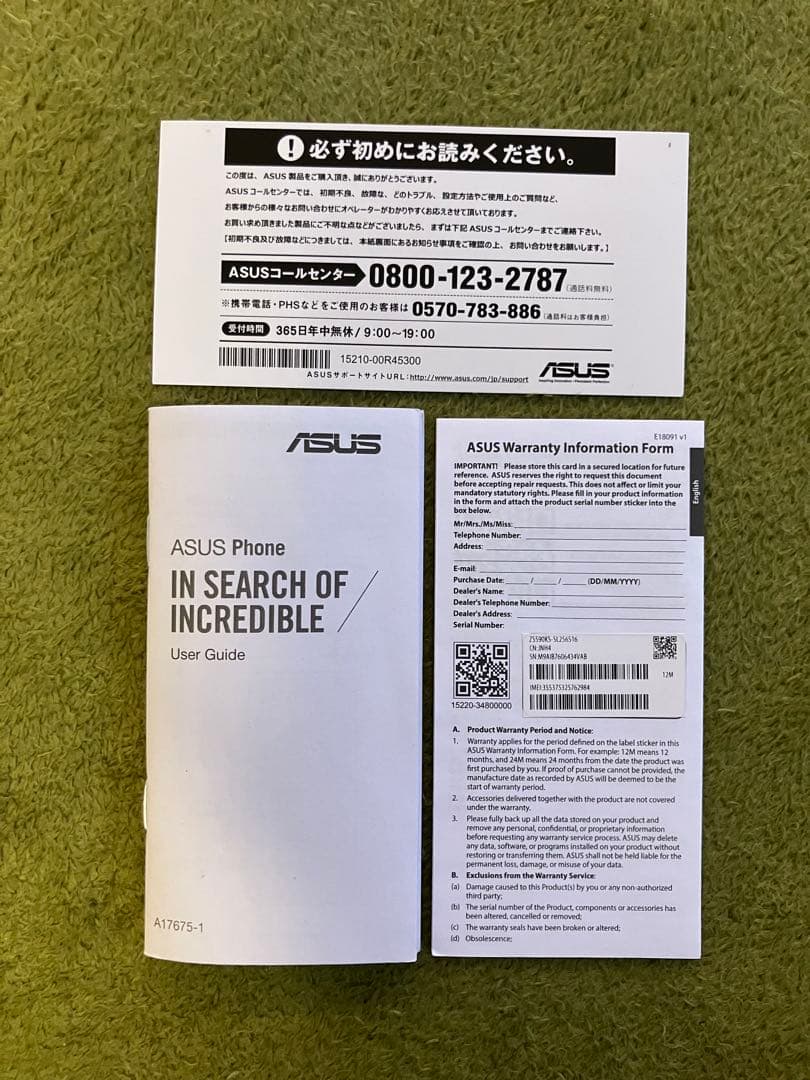 ! 必ず初めにお読みください。
この度は、ASUS 製品をご購入頂き、誠にありがとうございます。
ASUS コールセンターでは、初期不良、故障な、どのトラブル、設定方法やご使用上のご質問など、
お客様からの様々なお問い合わせにオペレーターがわかりやすくお応えさせて頂いております。
お買い求め頂きました製品にご不明な点などがございましたら、まずは下記 ASUS コールセンターまでご連絡下さい。
【初期不良及び故障などにつきましては、本紙裏面にあるお知らせ事項をご確認の上、お問い合わせをお願いします。】
ASUSコールセンター 0800-123-2787(通話料無料)
※携帯電話・PHSなどをご使用のお客様は 0570-783-886(通話料はお客様負担)
受付時間 365日年中無休/ 9:00〜19:00
15210-00R45300
ASUSサポートサイトURL:http://www.asus.com/jp/support
ASUS
Inspiring Innovation • Persistent Perfection
ASUS
ASUS Phone
IN SEARCH OF
INCREDIBLE
User Guide
A17675-1
E18091 v1
ASUS Warranty Information Form
English
IMPORTANT! Please store this card in a secured location for future
reference. ASUS reserves the right to request this document
before accepting repair requests. This does not affect or limit your
mandatory statutory rights. Please fill in your product information
in the form and attach the product serial number sticker into the
box below.
Mr/Mrs./Ms/Miss:
Telephone Number:
Address:
E-mail:
Purchase Date: / / (DD/MM/YYYY)
Dealer's Name:
Dealer's Telephone Number:
Dealer's Address:
Serial Number:
ZS590KS-SL256S16
CN:JNH4
SN:M9AIB7606434VAB
12M
IMEI:355375325762984
15220-34800000
A. Product Warranty Period and Notice:
1. Warranty applies for the period defined on the label sticker in this
ASUS Warranty Information Form. For example: 12M means 12
months, and 24M means 24 months from the date the product was
first purchased by you. If proof of purchase cannot be provided, the
manufacture date as recorded by ASUS will be deemed to be the
start of warranty period.
2. Accessories delivered together with the product are not covered
under the warranty.
3. Please fully back up all the data stored on your product and
remove any personal, confidential, or proprietary information
before requesting any warranty service process. ASUS may delete
any data, software, or programs installed on your product without
restoring or transferring them. ASUS shall not be held liable for the
permanent loss, damage, or misuse of your data.
B. Exclusions from the Warranty Service:
(a) Damage caused to this Product(s) by you or any non-authorized
third party;
(b) The serial number of the Product, components or accessories has
been altered, cancelled or removed;
(c) The warranty seals have been broken or altered;
(d) Obsolescence;